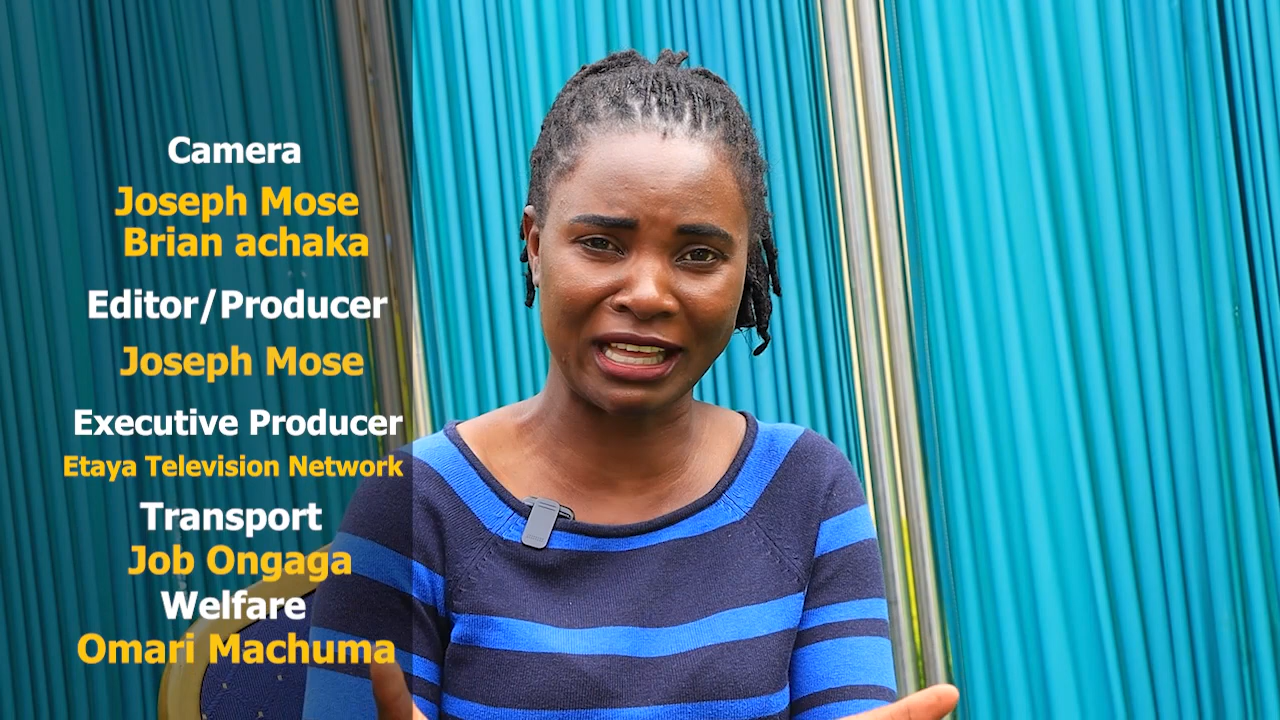 Camera
Joseph Mose
Brian achaka
Editor/Producer
Joseph Mose
Executive Producer
Etaya Television Network
Transport
Job Ongaga
Welfare
Omari Machuma